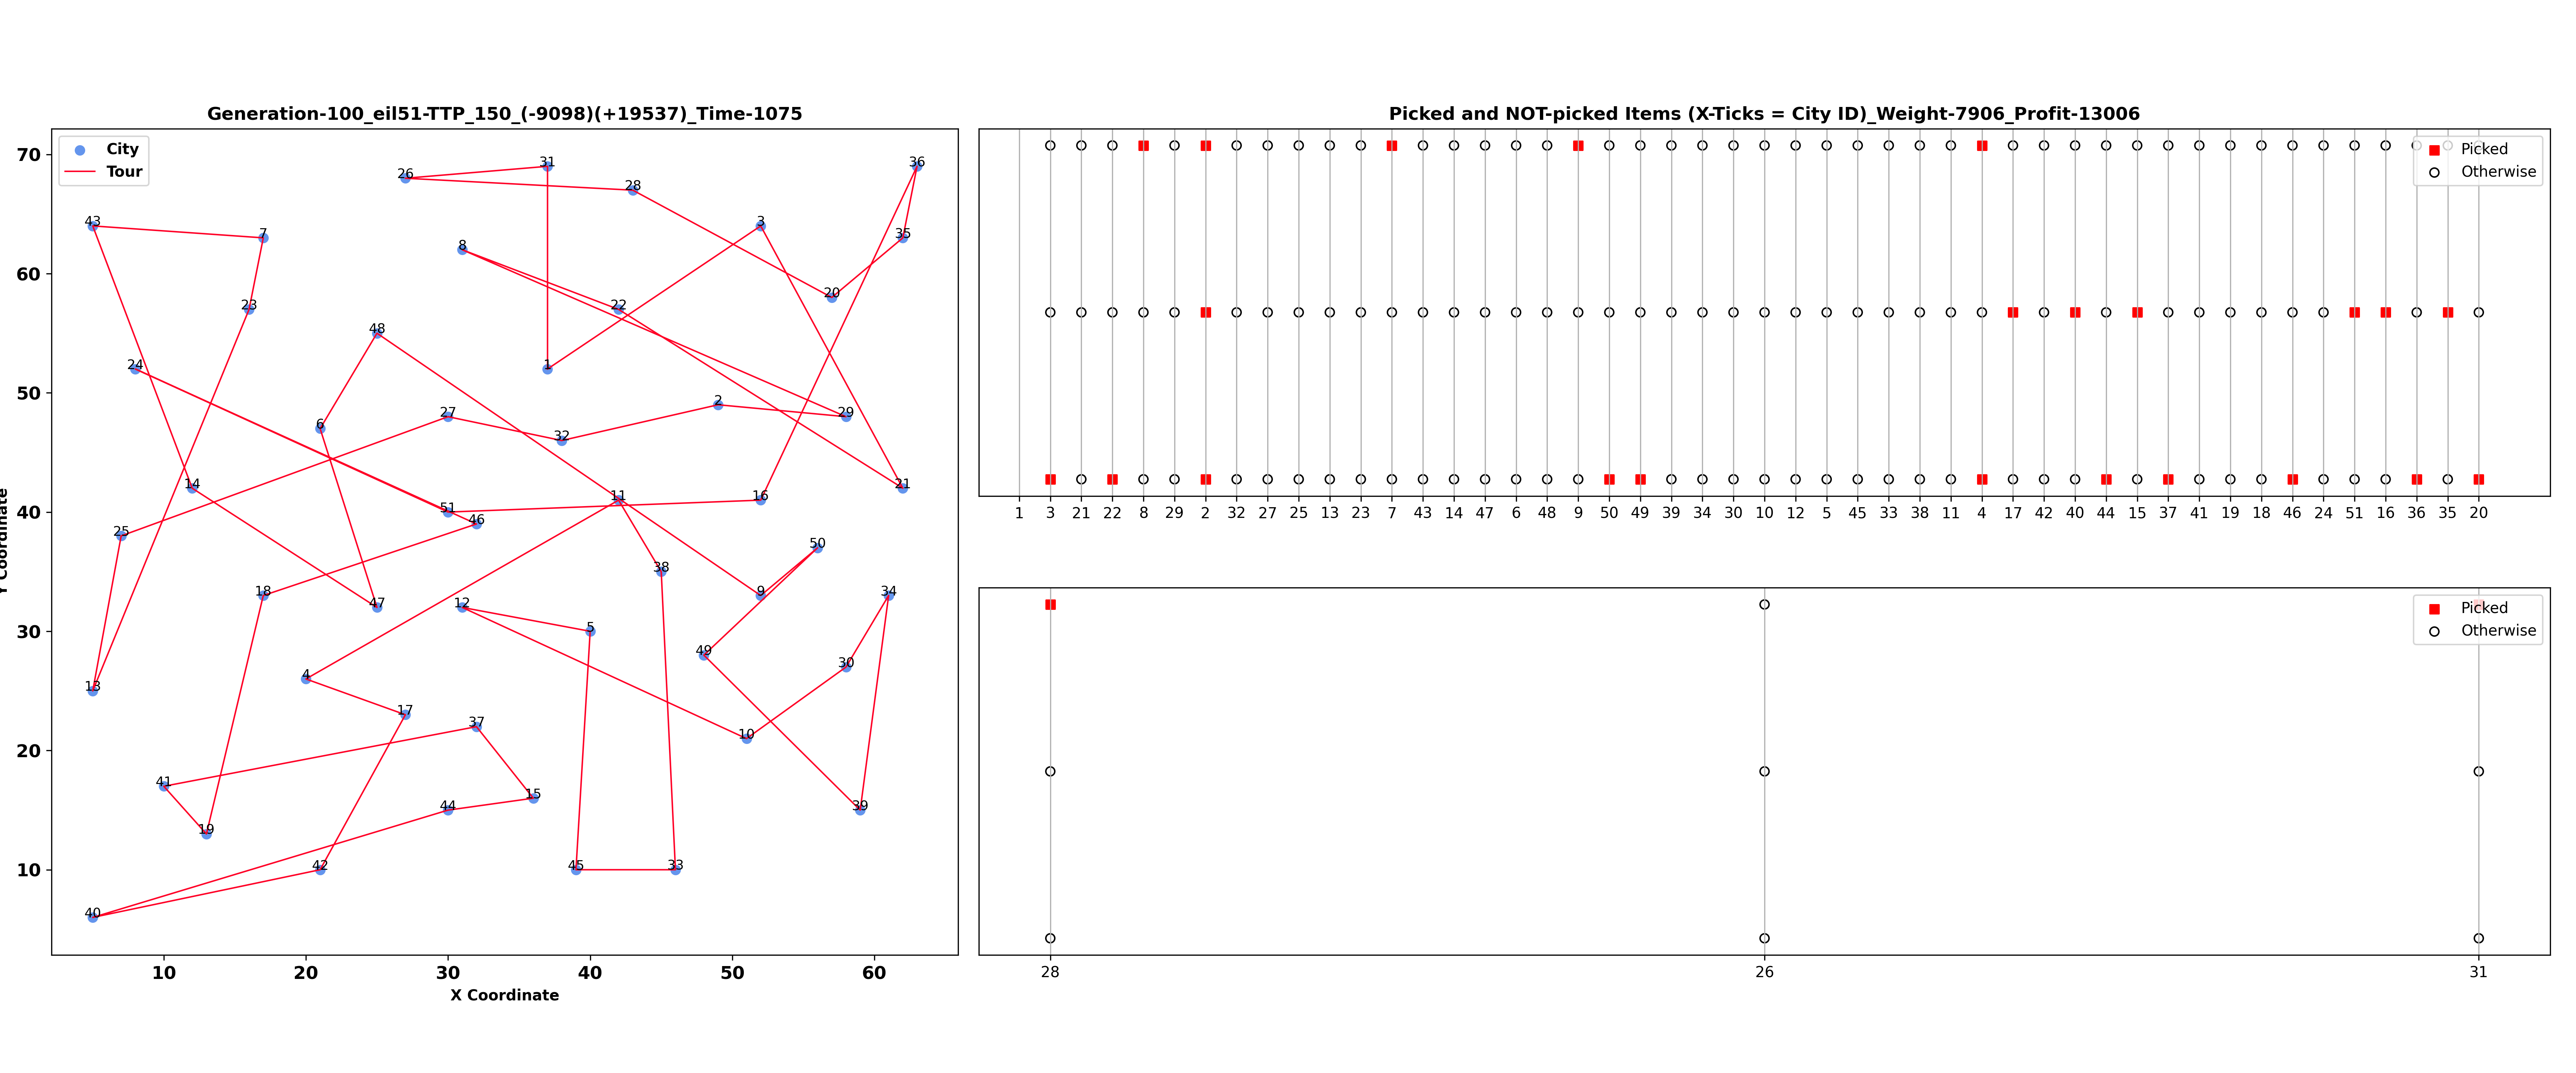 Generation-100_eil51-TTP_150_(-9098)(+19537)_Time-1075
City
Tour
70
60
50
40
30
20
10
10 20 30 40 50 60
X Coordinate
Y Coordinate
26 31 28 36
43 7 8 3 35
23 22 20
48
24 1
6 27 32 2 29
14 11 16 21
25 51 46
18 47 12 38 9 50 34
5
4 49 30
13 17 37 10
41 44 15 39
19
42 45 33
40
Picked and NOT-picked Items (X-Ticks = City ID)_Weight-7906_Profit-13006
Picked
Otherwise
1 3 21 22 8 29 2 32 27 25 13 23 7 43 14 47 6 48 9 50 49 39 34 30 10 12 5 45 33 38 11 4 17 42 40 44 15 37 41 19 18 46 24 51 16 36 35 20
Picked
Otherwise
28 26 31